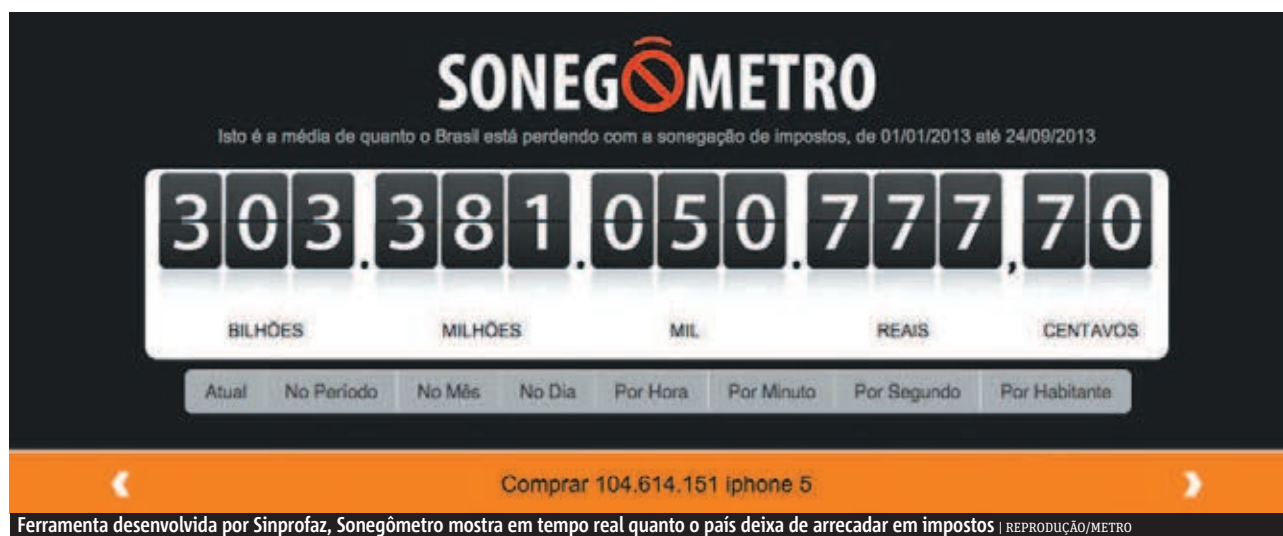 SONEGÔMETRO
Isto é a média de quanto o Brasil está perdendo com a sonegação de impostos, de 01/01/2013 até 24/09/2013
303.381.050.777,70
BILHÕES MILHÕES MIL REAIS CENTAVOS
Atual No Período No Mês No Dia Por Hora Por Minuto Por Segundo Por Habitante
Comprar 104.614.151 iphone 5
Ferramenta desenvolvida por Sinprofaz, Sonegômetro mostra em tempo real quanto o país deixa de arrecadar em impostos | REPRODUÇÃO/METRO